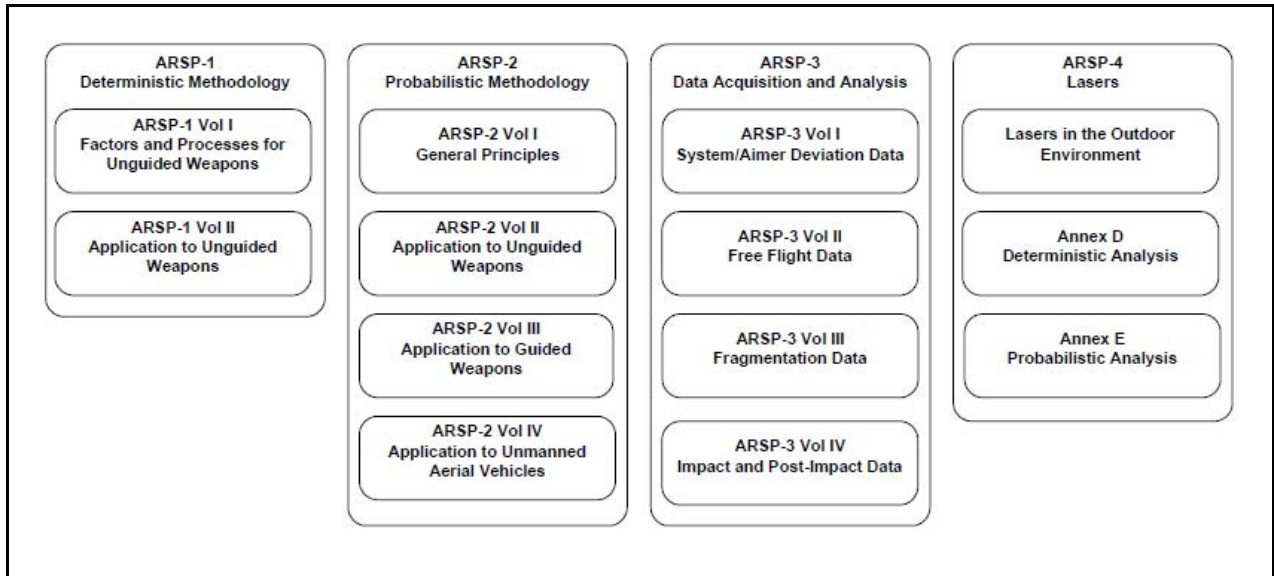 ARSP-1
Deterministic Methodology
ARSP-1 Vol I
Factors and Processes for
Unguided Weapons
ARSP-1 Vol II
Application to Unguided
Weapons
ARSP-2
Probabilistic Methodology
ARSP-2 Vol I
General Principles
ARSP-2 Vol II
Application to Unguided
Weapons
ARSP-2 Vol III
Application to Guided
Weapons
ARSP-2 Vol IV
Application to Unmanned
Aerial Vehicles
ARSP-3
Data Acquisition and Analysis
ARSP-3 Vol I
System/Aimer Deviation Data
ARSP-3 Vol II
Free Flight Data
ARSP-3 Vol III
Fragmentation Data
ARSP-3 Vol IV
Impact and Post-Impact Data
ARSP-4
Lasers
Lasers in the Outdoor
Environment
Annex D
Deterministic Analysis
Annex E
Probabilistic Analysis